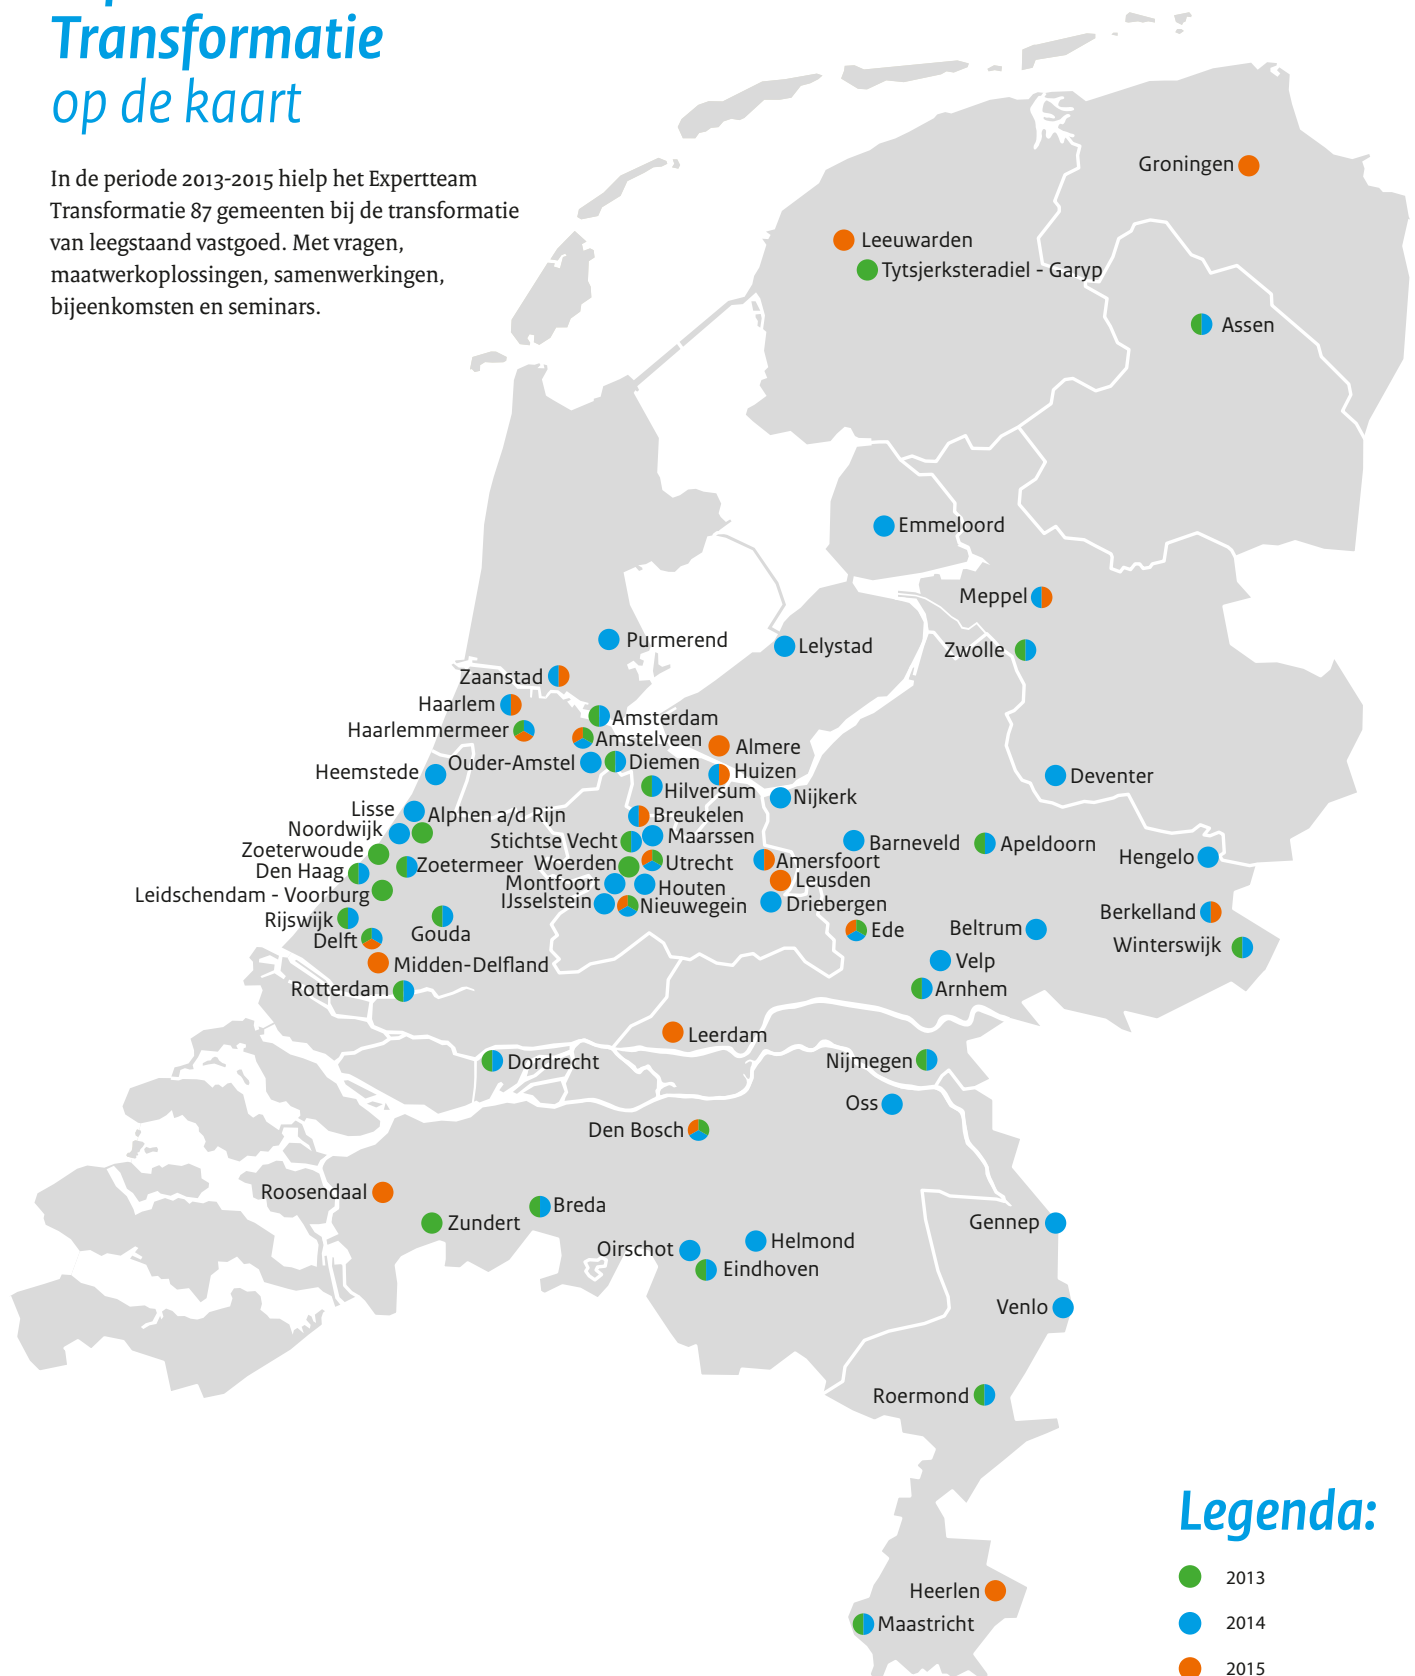 Transformatie
op de kaart
In de periode 2013-2015 hielp het Expertteam
Transformatie 87 gemeenten bij de transformatie
van leegstaand vastgoed. Met vragen,
maatwerkoplossingen, samenwerkingen,
bijeenkomsten en seminars.
Groningen
Leeuwarden
Tytsjerksteradiel - Garyp
Assen
Emmeloord
Meppel
Purmerend
Lelystad
Zwolle
Zaanstad
Haarlem
Amsterdam
Haarlemmermeer
Amstelveen
Almere
Ouder-Amstel
Diemen
Heemstede
Huizen
Deventer
Hilversum
Nijkerk
Lisse
Alphen a/d Rijn
Breukelen
Noordwijk
Stichtse Vecht
Maarssen
Barneveld
Apeldoorn
Zoeterwoude
Hengelo
Den Haag
Zoetermeer
Woerden
Utrecht
Amersfoort
Leusden
Montfoort
Houten
Leidschendam - Voorburg
IJsselstein
Nieuwegein
Driebergen
Berkelland
Rijswijk
Gouda
Ede
Beltrum
Delft
Winterswijk
Midden-Delfland
Velp
Rotterdam
Arnhem
Leerdam
Dordrecht
Nijmegen
Oss
Den Bosch
Roosendaal
Breda
Zundert
Gennep
Oirschot
Helmond
Eindhoven
Venlo
Roermond
Heerlen
Maastricht
Legenda:
2013
2014
2015